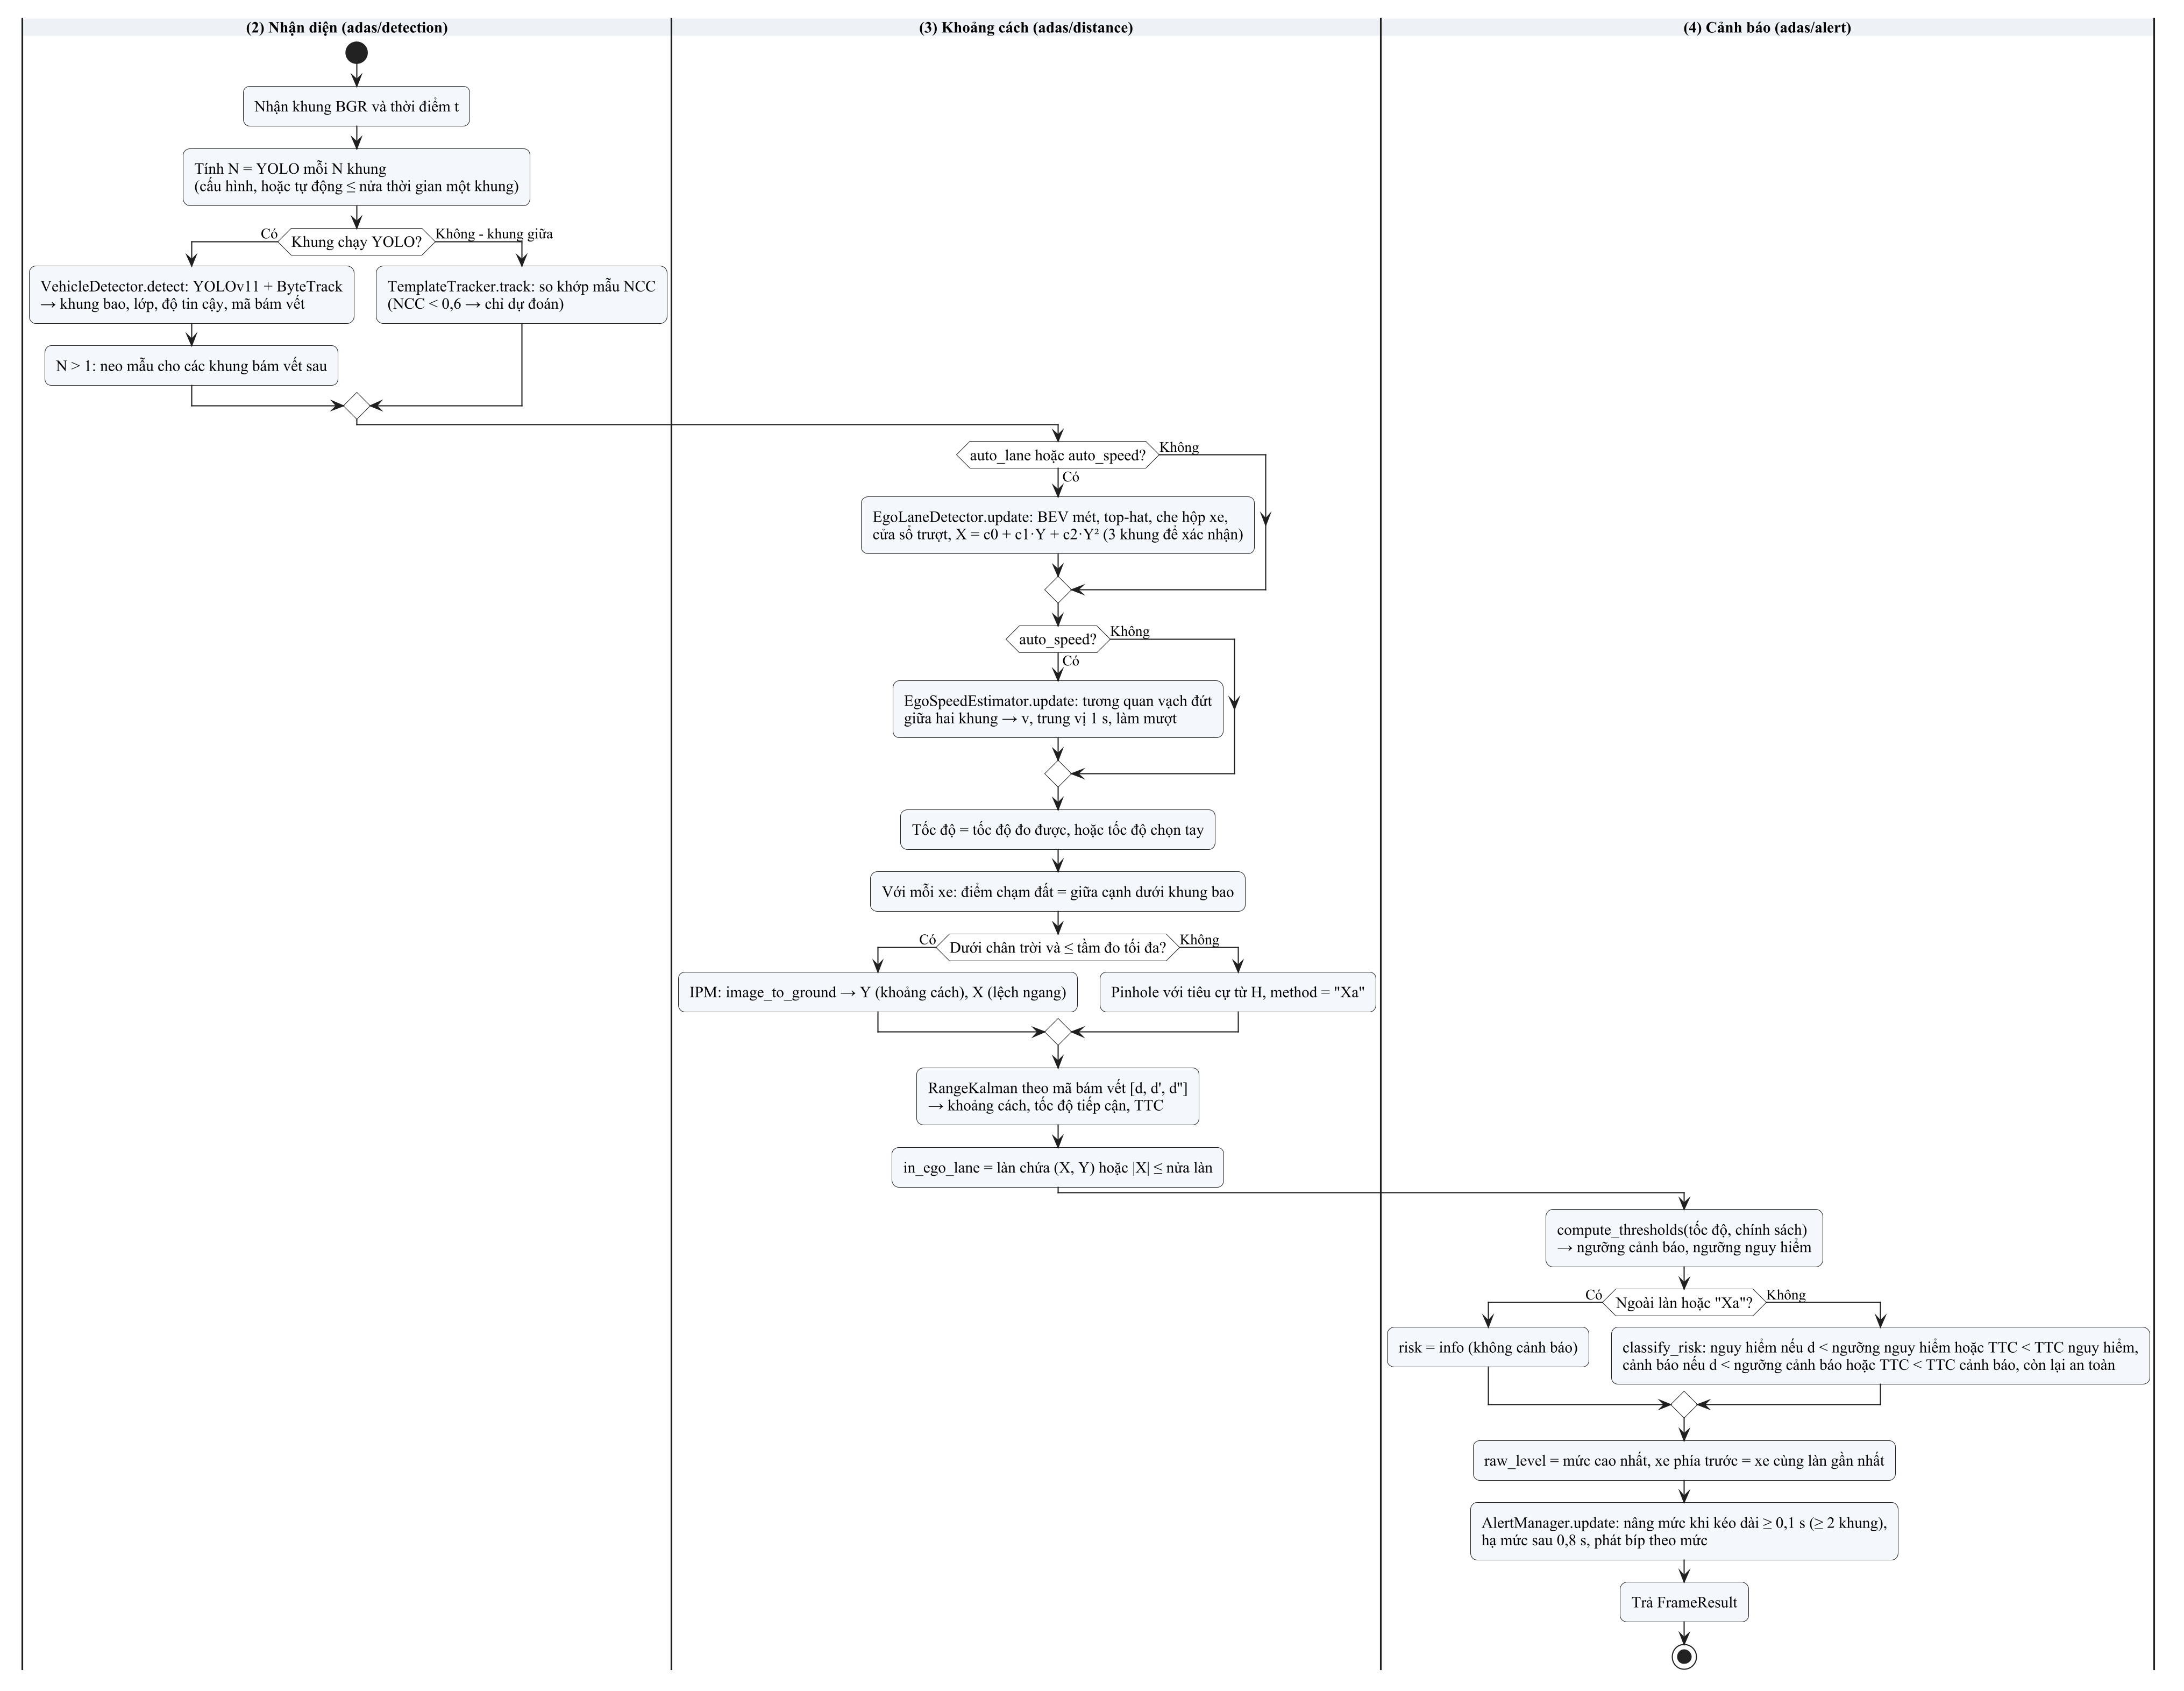 (2) Nhận diện (adas/detection)
(3) Khoảng cách (adas/distance)
(4) Cảnh báo (adas/alert)
Nhận khung BGR và thời điểm t
Tính N = YOLO mỗi N khung
(cấu hình, hoặc tự động ≤ nửa thời gian một khung)
Có
Khung chạy YOLO?
Không - khung giữa
VehicleDetector.detect: YOLOv11 + ByteTrack
→ khung bao, lớp, độ tin cậy, mã bám vết
TemplateTracker.track: so khớp mẫu NCC
(NCC < 0,6 → chỉ dự đoán)
N > 1: neo mẫu cho các khung bám vết sau
auto_lane hoặc auto_speed?
Không
Có
EgoLaneDetector.update: BEV mét, top-hat, che hộp xe,
cửa sổ trượt, X = c0 + c1·Y + c2·Y² (3 khung để xác nhận)
auto_speed?
Không
Có
EgoSpeedEstimator.update: tương quan vạch đứt
giữa hai khung → v, trung vị 1 s, làm mượt
Tốc độ = tốc độ đo được, hoặc tốc độ chọn tay
Với mỗi xe: điểm chạm đất = giữa cạnh dưới khung bao
Có
Dưới chân trời và ≤ tầm đo tối đa?
Không
IPM: image_to_ground → Y (khoảng cách), X (lệch ngang)
Pinhole với tiêu cự từ H, method = "Xa"
RangeKalman theo mã bám vết [d, d', d'']
→ khoảng cách, tốc độ tiếp cận, TTC
in_ego_lane = làn chứa (X, Y) hoặc |X| ≤ nửa làn
compute_thresholds(tốc độ, chính sách)
→ ngưỡng cảnh báo, ngưỡng nguy hiểm
Có
Ngoài làn hoặc "Xa"?
Không
risk = info (không cảnh báo)
classify_risk: nguy hiểm nếu d < ngưỡng nguy hiểm hoặc TTC < TTC nguy hiểm,
cảnh báo nếu d < ngưỡng cảnh báo hoặc TTC < TTC cảnh báo, còn lại an toàn
raw_level = mức cao nhất, xe phía trước = xe cùng làn gần nhất
AlertManager.update: nâng mức khi kéo dài ≥ 0,1 s (≥ 2 khung),
hạ mức sau 0,8 s, phát bíp theo mức
Trả FrameResult